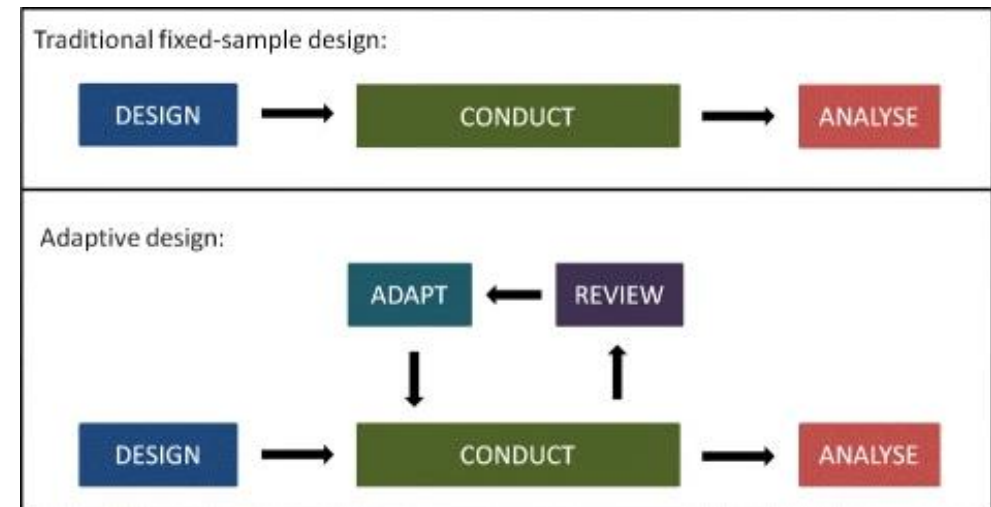 Traditional fixed-sample design:
DESIGN CONDUCT ANALYSE
Adaptive design:
ADAPT REVIEW
DESIGN CONDUCT ANALYSE